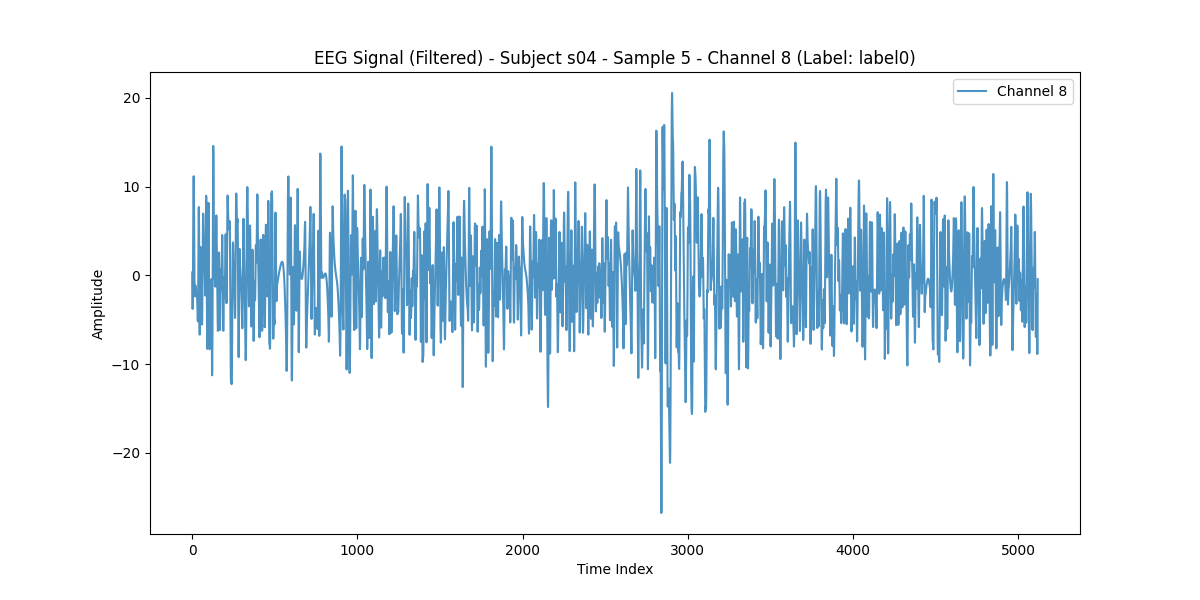 EEG Signal (Filtered) - Subject s04 - Sample 5 - Channel 8 (Label: label0)
Channel 8
20
10
0
−10
−20
Amplitude
0 1000 2000 3000 4000 5000
Time Index